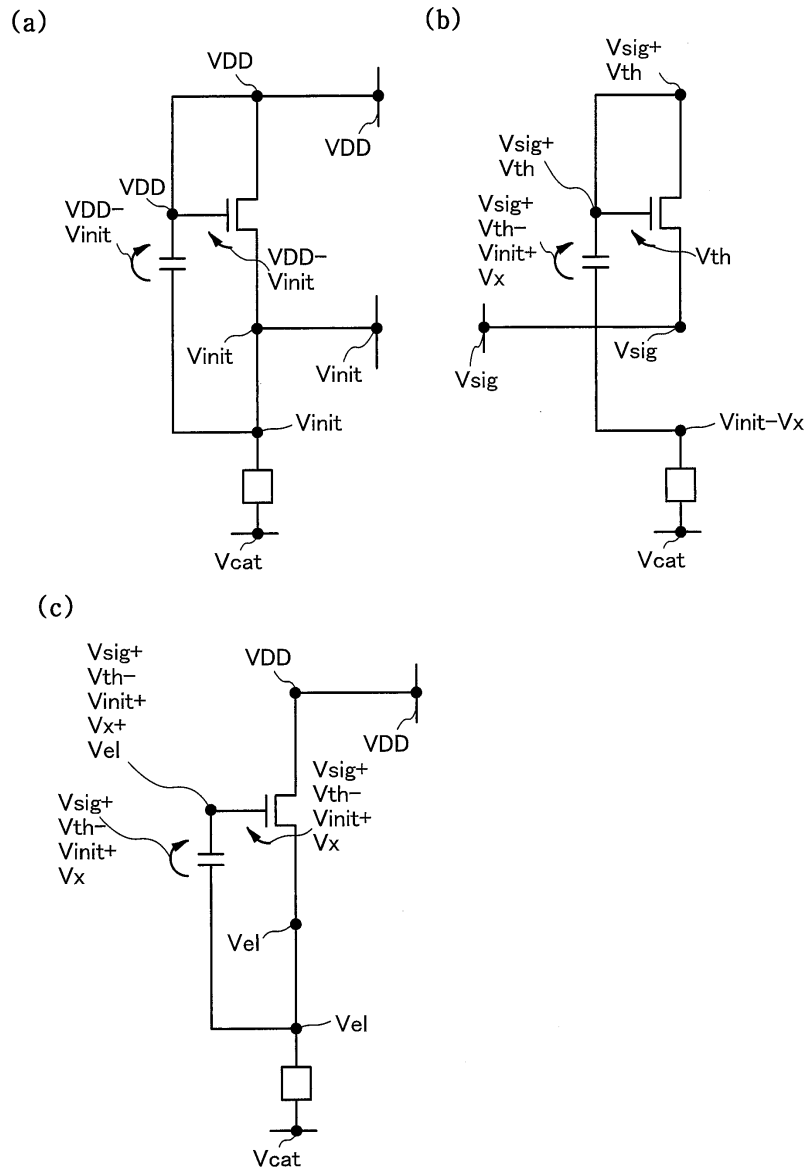 (a)
VDD
VDD
VDD
VDD-
Vinit
VDD-
Vinit
Vinit
Vinit
Vinit
Vcat
(b)
Vsig+
Vth
Vsig+
Vth
Vsig+
Vth-
Vinit+
Vx
Vth
Vsig
Vsig
Vinit-Vx
Vcat
(c)
Vsig+
Vth-
Vinit+
Vx+
Vel
VDD
VDD
Vsig+
Vth-
Vinit+
Vx
Vsig+
Vth-
Vinit+
Vx
Vel
Vel
Vcat